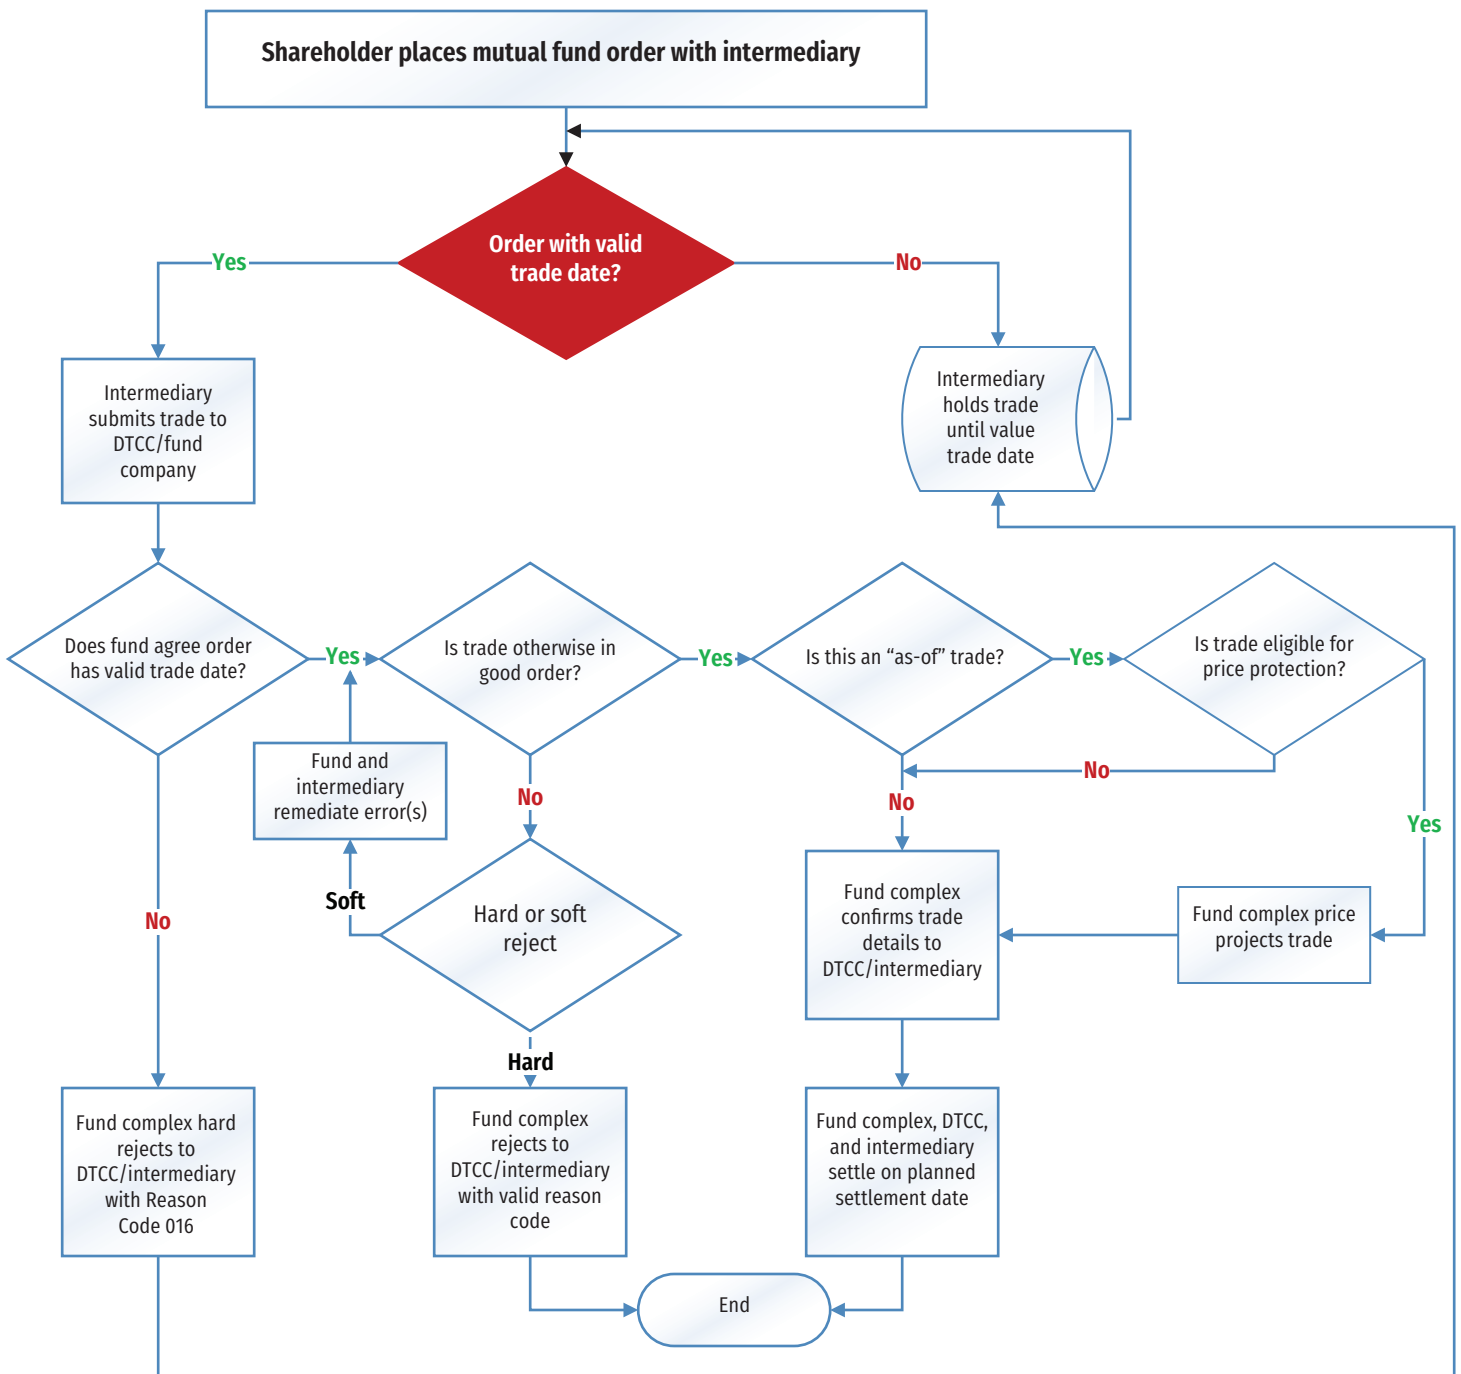 Shareholder places mutual fund order with intermediary
Order with valid
trade date?
Yes
No
Intermediary
submits trade to
DTCC/fund
company
Intermediary
holds trade
until value
trade date
Does fund agree order
has valid trade date?
Yes
Is trade otherwise in
good order?
Yes
Is this an “as-of” trade?
Yes
Is trade eligible for
price protection?
Fund and
intermediary
remediate error(s)
No
No
No
Yes
Soft
No
Hard or soft
reject
Fund complex
confirms trade
details to
DTCC/intermediary
Fund complex price
projects trade
Hard
Fund complex hard
rejects to
DTCC/intermediary
with Reason
Code 016
Fund complex
rejects to
DTCC/intermediary
with valid reason
code
Fund complex, DTCC,
and intermediary
settle on planned
settlement date
End